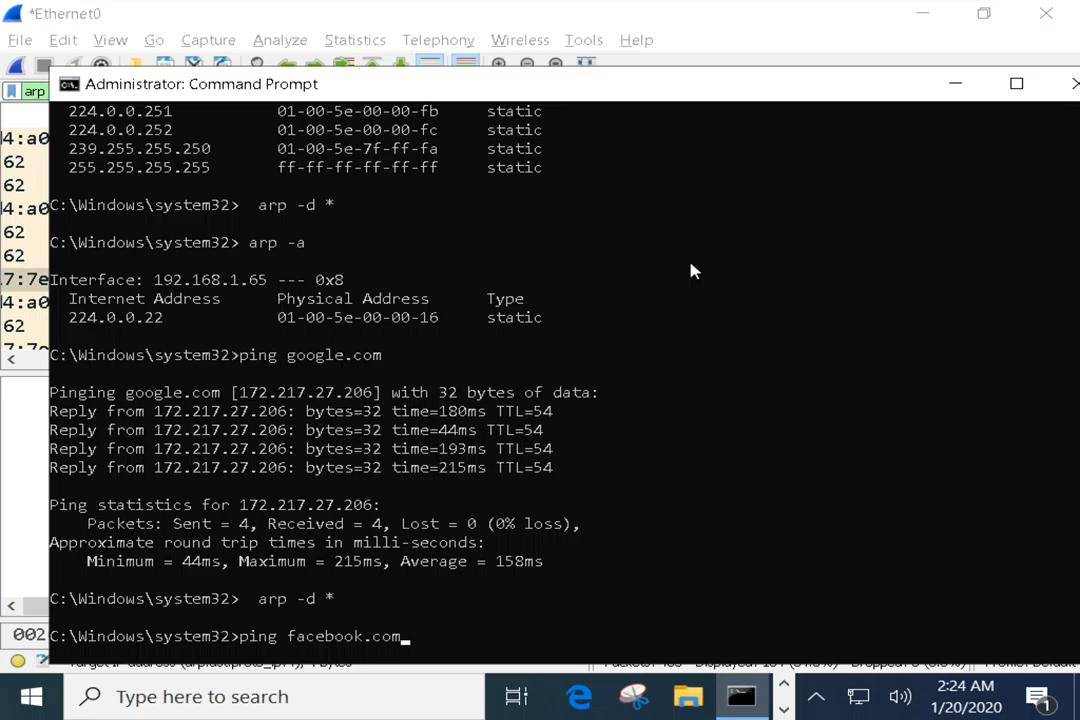 *Ethernet0
File Edit View Go Capture Analyze Statistics Telephony Wireless Tools Help
arp
Administrator: Command Prompt
224.0.0.251 01-00-5e-00-00-fb static
4:a0 224.0.0.252 01-00-5e-00-00-fc static
62 239.255.255.250 01-00-5e-7f-ff-fa static
255.255.255.255 ff-ff-ff-ff-ff-ff static
62
4:a0 C:\Windows\system32>  arp -d *
62 C:\Windows\system32> arp -a
62
7:7e Interface: 192.168.1.65 --- 0x8
4:a0 Internet Address Physical Address Type
62 224.0.0.22 01-00-5e-00-00-16 static
C:\Windows\system32>ping google.com
Pinging google.com [172.217.27.206] with 32 bytes of data:
Reply from 172.217.27.206: bytes=32 time=180ms TTL=54
Reply from 172.217.27.206: bytes=32 time=44ms TTL=54
Reply from 172.217.27.206: bytes=32 time=193ms TTL=54
Reply from 172.217.27.206: bytes=32 time=215ms TTL=54
Ping statistics for 172.217.27.206:
Packets: Sent = 4, Received = 4, Lost = 0 (0% loss),
Approximate round trip times in milli-seconds:
Minimum = 44ms, Maximum = 215ms, Average = 158ms
C:\Windows\system32>  arp -d *
002 C:\Windows\system32>ping facebook.com
Type here to search
2:24 AM
1/20/2020
1